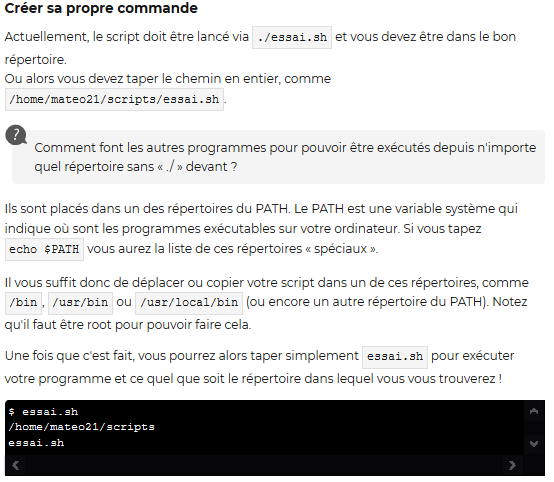 Créer sa propre commande
Actuellement, le script doit être lancé via ./essai.sh et vous devez être dans le bon
répertoire.
Ou alors vous devez taper le chemin en entier, comme
/home/mateo21/scripts/essai.sh.
?
Comment font les autres programmes pour pouvoir être exécutés depuis n'importe
quel répertoire sans « ./ » devant ?
Ils sont placés dans un des répertoires du PATH. Le PATH est une variable système qui
indique où sont les programmes exécutables sur votre ordinateur. Si vous tapez
echo $PATH vous aurez la liste de ces répertoires « spéciaux ».
Il vous suffit donc de déplacer ou copier votre script dans un de ces répertoires, comme
/bin, /usr/bin ou /usr/local/bin (ou encore un autre répertoire du PATH). Notez
qu'il faut être root pour pouvoir faire cela.
Une fois que c'est fait, vous pourrez alors taper simplement essai.sh pour exécuter
votre programme et ce quel que soit le répertoire dans lequel vous vous trouverez !
$ essai.sh
/home/mateo21/scripts
essai.sh